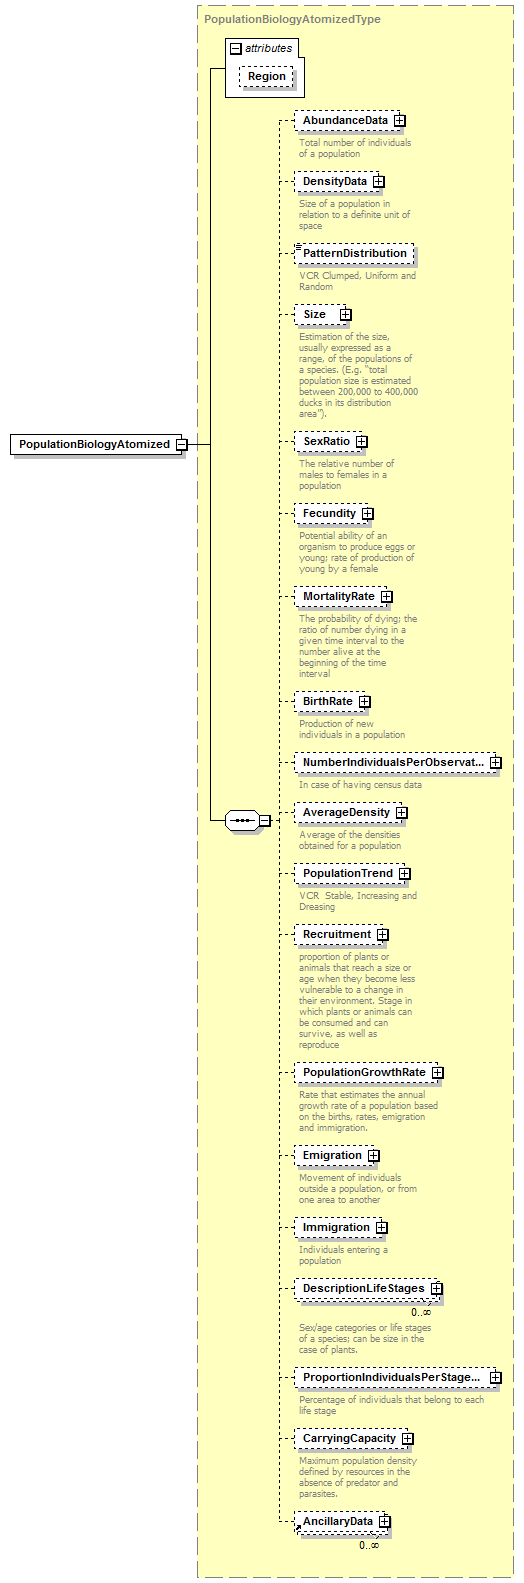 PopulationBiologyAtomizedType
attributes
Region
AbundanceData
Total number of individuals
of a population
DensityData
Size of a population in
relation to a definite unit of
space
PatternDistribution
VCR Clumped, Uniform and
Random
Size
Estimation of the size,
usually expressed as a
range, of the populations of
a species. (E.g. “total
population size is estimated
between 200,000 to 400,000
ducks in its distribution
area”).
PopulationBiologyAtomized
SexRatio
The relative number of
males to females in a
population
Fecundity
Potential ability of an
organism to produce eggs or
young; rate of production of
young by a female
MortalityRate
The probability of dying; the
ratio of number dying in a
given time interval to the
number alive at the
beginning of the time
interval
BirthRate
Production of new
individuals in a population
NumberIndividualsPerObservat...
In case of having census data
AverageDensity
Average of the densities
obtained for a population
PopulationTrend
VCR  Stable, Increasing and
Dreasing
Recruitment
proportion of plants or
animals that reach a size or
age when they become less
vulnerable to a change in
their environment. Stage in
which plants or animals can
be consumed and can
survive, as well as
reproduce
PopulationGrowthRate
Rate that estimates the annual
growth rate of a population based
on the births, rates, emigration
and immigration.
Emigration
Movement of individuals
outside a population, or from
one area to another
Immigration
Individuals entering a
population
DescriptionLifeStages
0..∞
Sex/age categories or life stages
of a species; can be size in the
case of plants.
ProportionIndividualsPerStage...
Percentage of individuals that belong to each
life stage
CarryingCapacity
Maximum population density
defined by resources in the
absence of predator and
parasites.
AncillaryData
0..∞